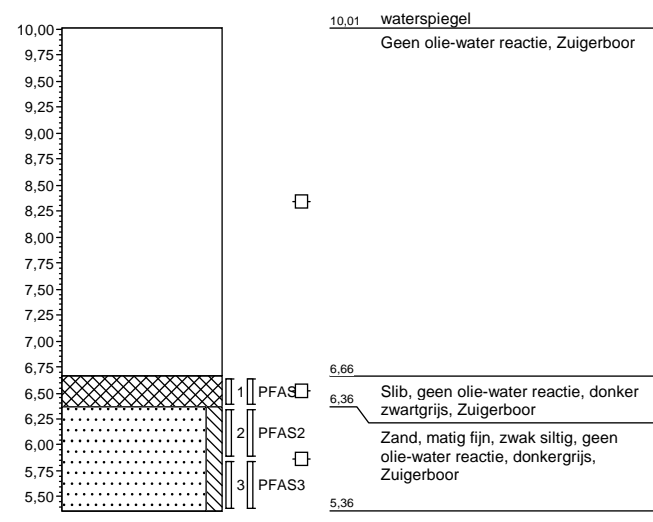 10,00
9,75
9,50
9,25
9,00
8,75
8,50
8,25
8,00
7,75
7,50
7,25
7,00
6,75
6,50
6,25
6,00
5,75
5,50
1 PFAS
2 PFAS2
3 PFAS3
10,01 waterspiegel
Geen olie-water reactie, Zuigerboor
6,66
Slib, geen olie-water reactie, donker
zwartgrijs, Zuigerboor
6,36
Zand, matig fijn, zwak siltig, geen
olie-water reactie, donkergrijs,
Zuigerboor
5,36